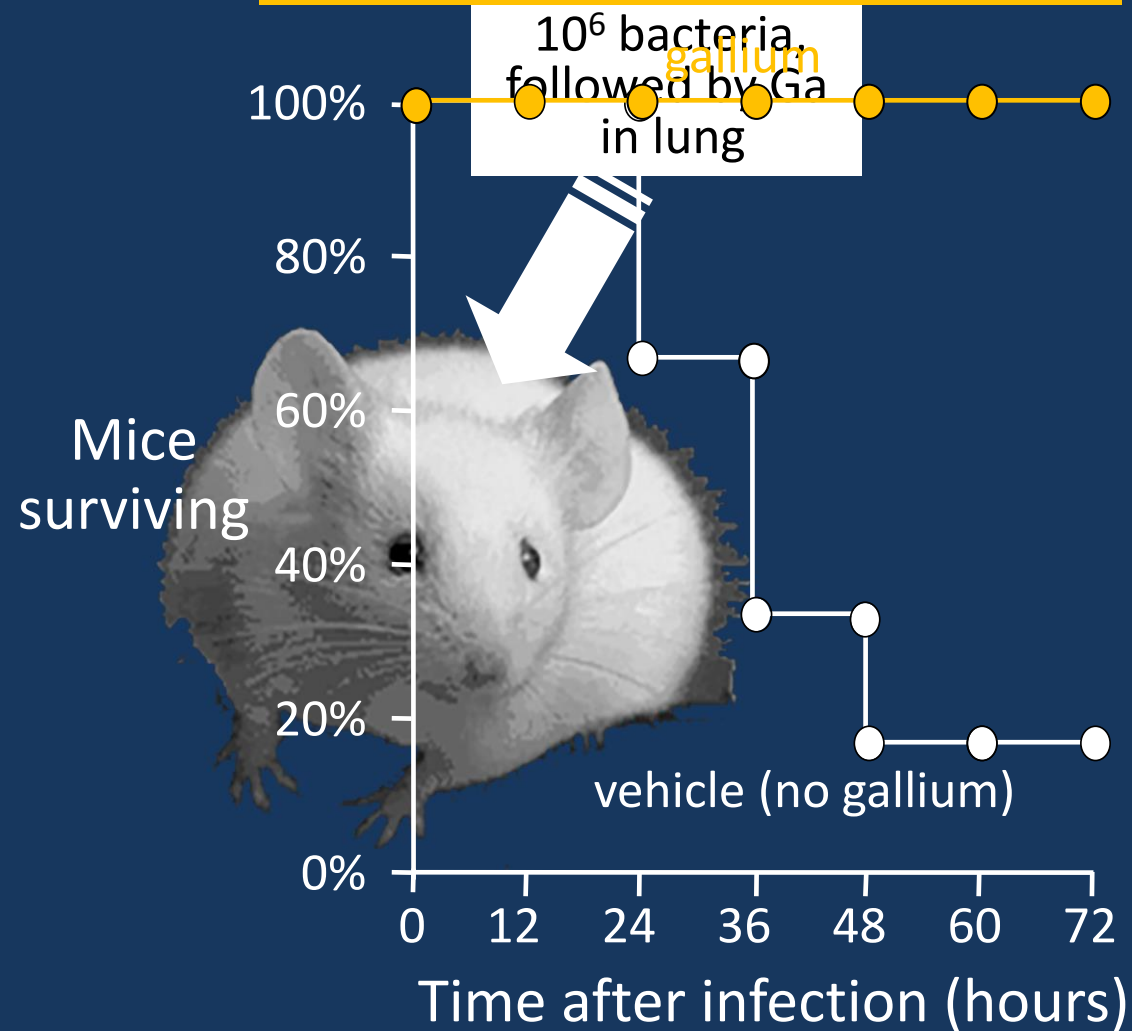 10⁶ bacteria,
followed by Ga
in lung
gallium
100%
80%
60%
40%
20%
0%
Mice
surviving
vehicle (no gallium)
0 12 24 36 48 60 72
Time after infection (hours)